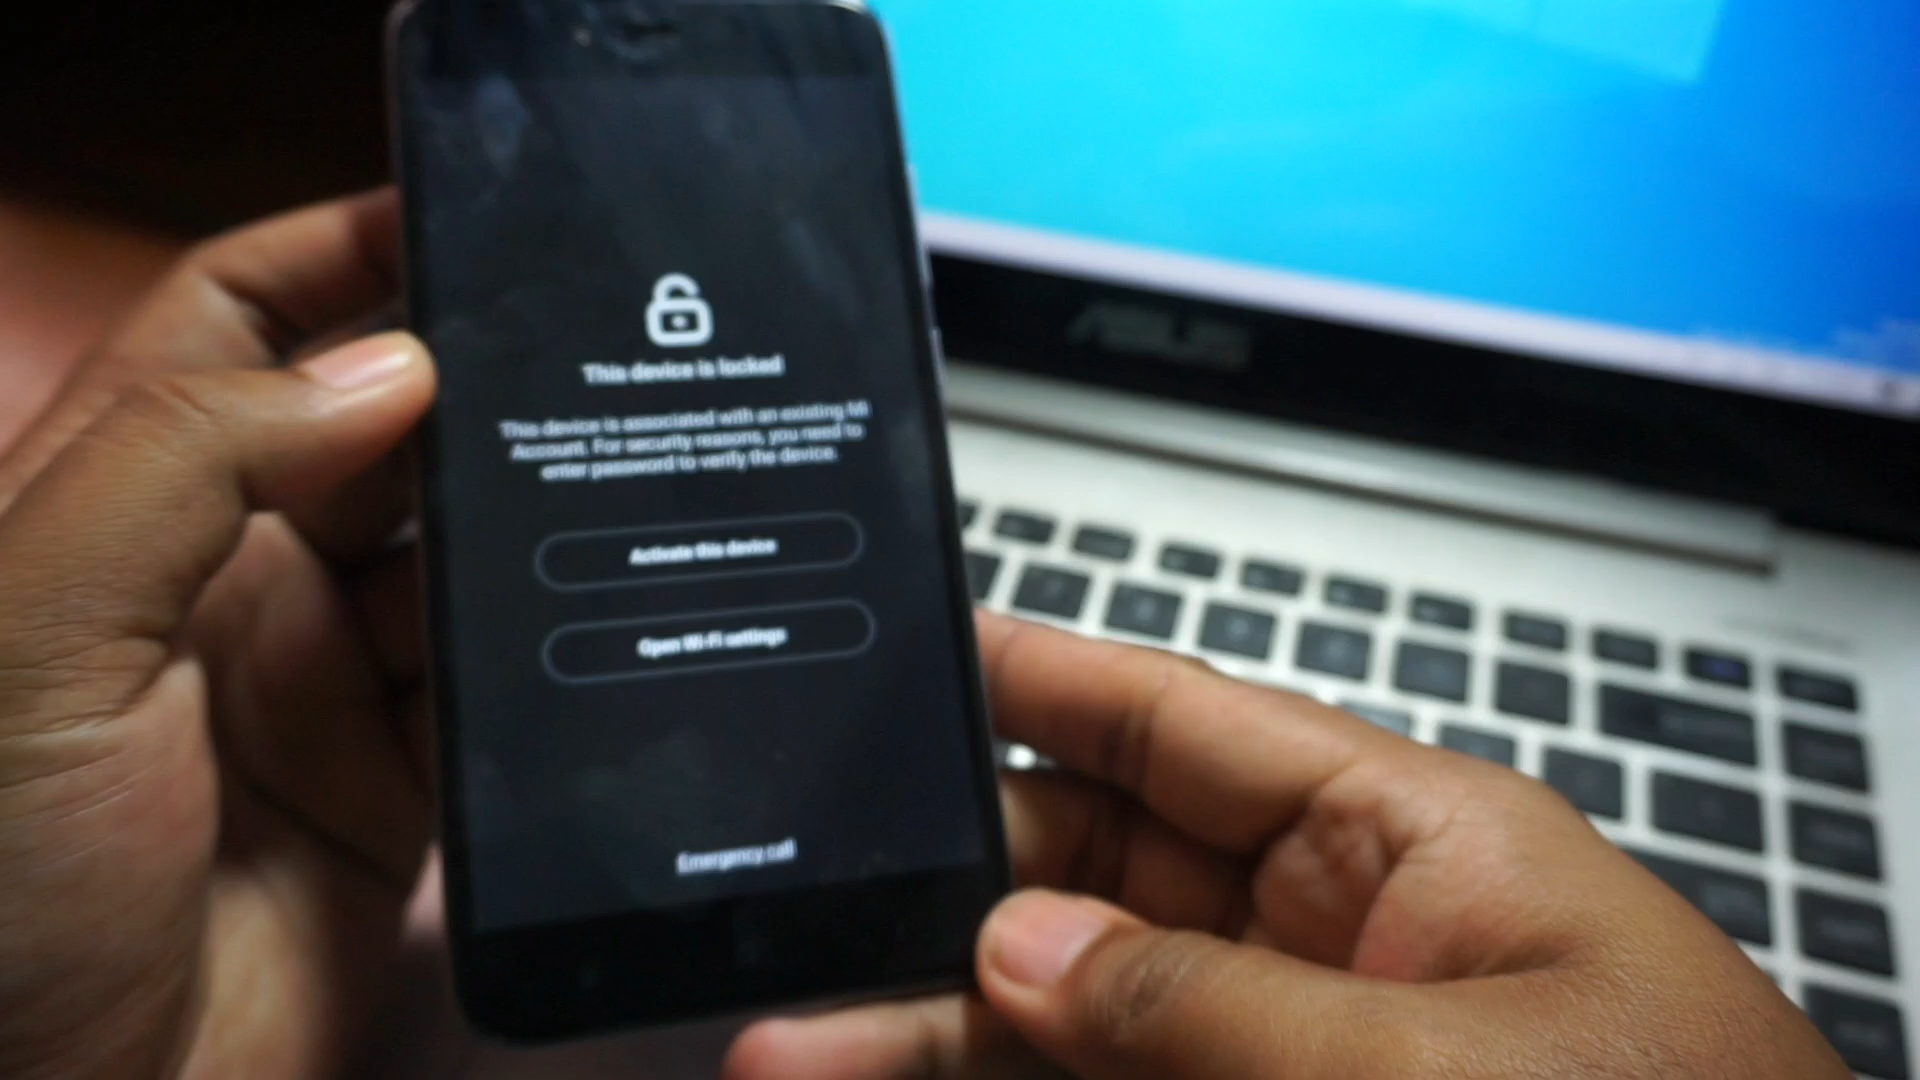 This device is locked
This device is associated with an existing Mi
Account. For security reasons, you need to
enter password to verify the device.
Activate this device
Open Wi-Fi settings
Emergency call
ASUS